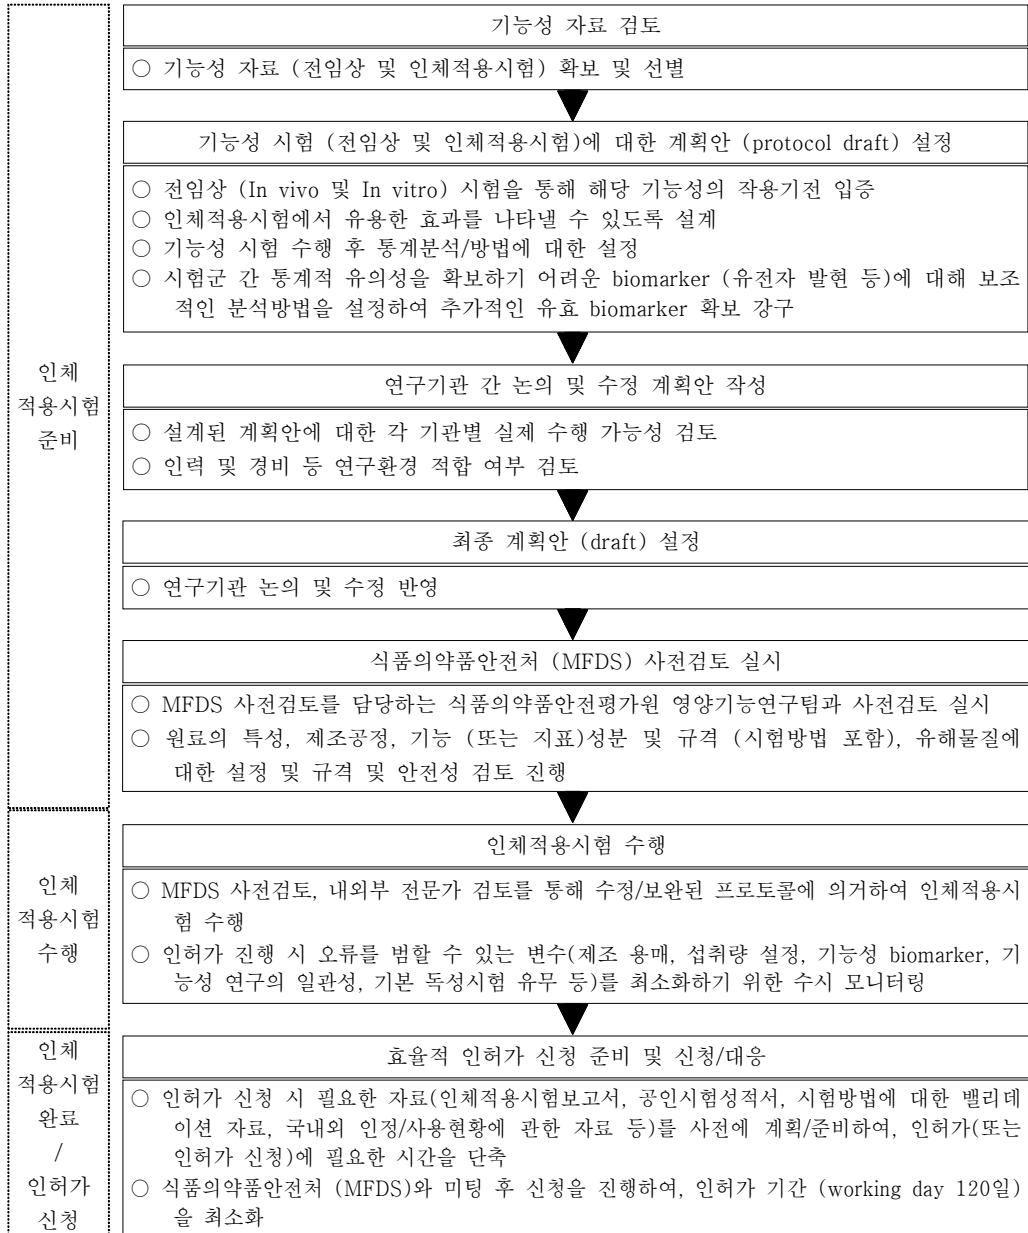 인체
적용시험
준비
기능성 자료 검토
○ 기능성 자료 (전임상 및 인체적용시험) 확보 및 선별
기능성 시험 (전임상 및 인체적용시험)에 대한 계획안 (protocol draft) 설정
○ 전임상 (In vivo 및 In vitro) 시험을 통해 해당 기능성의 작용기전 입증
○ 인체적용시험에서 유용한 효과를 나타낼 수 있도록 설계
○ 기능성 시험 수행 후 통계분석/방법에 대한 설정
○ 시험군 간 통계적 유의성을 확보하기 어려운 biomarker (유전자 발현 등)에 대해 보조
적인 분석방법을 설정하여 추가적인 유효 biomarker 확보 강구
연구기관 간 논의 및 수정 계획안 작성
○ 설계된 계획안에 대한 각 기관별 실제 수행 가능성 검토
○ 인력 및 경비 등 연구환경 적합 여부 검토
최종 계획안 (draft) 설정
○ 연구기관 논의 및 수정 반영
식품의약품안전처 (MFDS) 사전검토 실시
○ MFDS 사전검토를 담당하는 식품의약품안전평가원 영양기능연구팀과 사전검토 실시
○ 원료의 특성, 제조공정, 기능 (또는 지표)성분 및 규격 (시험방법 포함), 유해물질에
대한 설정 및 규격 및 안전성 검토 진행
인체
적용시험
수행
인체적용시험 수행
○ MFDS 사전검토, 내외부 전문가 검토를 통해 수정/보완된 프로토콜에 의거하여 인체적용시
험 수행
○ 인허가 진행 시 오류를 범할 수 있는 변수(제조 용매, 섭취량 설정, 기능성 biomarker, 기
능성 연구의 일관성, 기본 독성시험 유무 등)를 최소화하기 위한 수시 모니터링
인체
적용시험
완료
/
인허가
신청
효율적 인허가 신청 준비 및 신청/대응
○ 인허가 신청 시 필요한 자료(인체적용시험보고서, 공인시험성적서, 시험방법에 대한 밸리데
이션 자료, 국내외 인정/사용현황에 관한 자료 등)를 사전에 계획/준비하여, 인허가(또는
인허가 신청)에 필요한 시간을 단축
○ 식품의약품안전처 (MFDS)와 미팅 후 신청을 진행하여, 인허가 기간 (working day 120일)
을 최소화